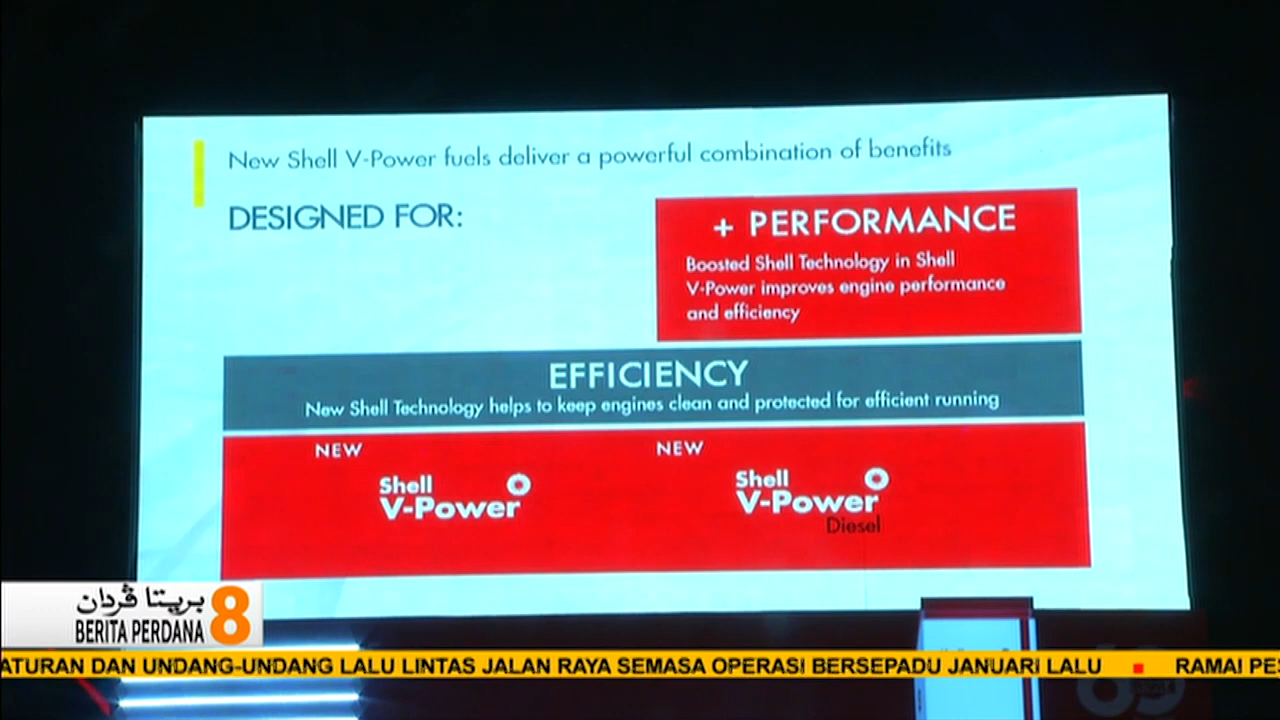 New Shell V-Power fuels deliver a powerful combination of benefits
DESIGNED FOR:
+ PERFORMANCE
Boosted Shell Technology in Shell
V-Power improves engine performance
and efficiency
EFFICIENCY
New Shell Technology helps to keep engines clean and protected for efficient running
NEW
Shell
V-Power
NEW
Shell
V-Power
Diesel
بريتا ڤردان
BERITA PERDANA
8
ATURAN DAN UNDANG-UNDANG LALU LINTAS JALAN RAYA SEMASA OPERASI BERSEPADU JANUARI LALU ▪ RAMAI PES